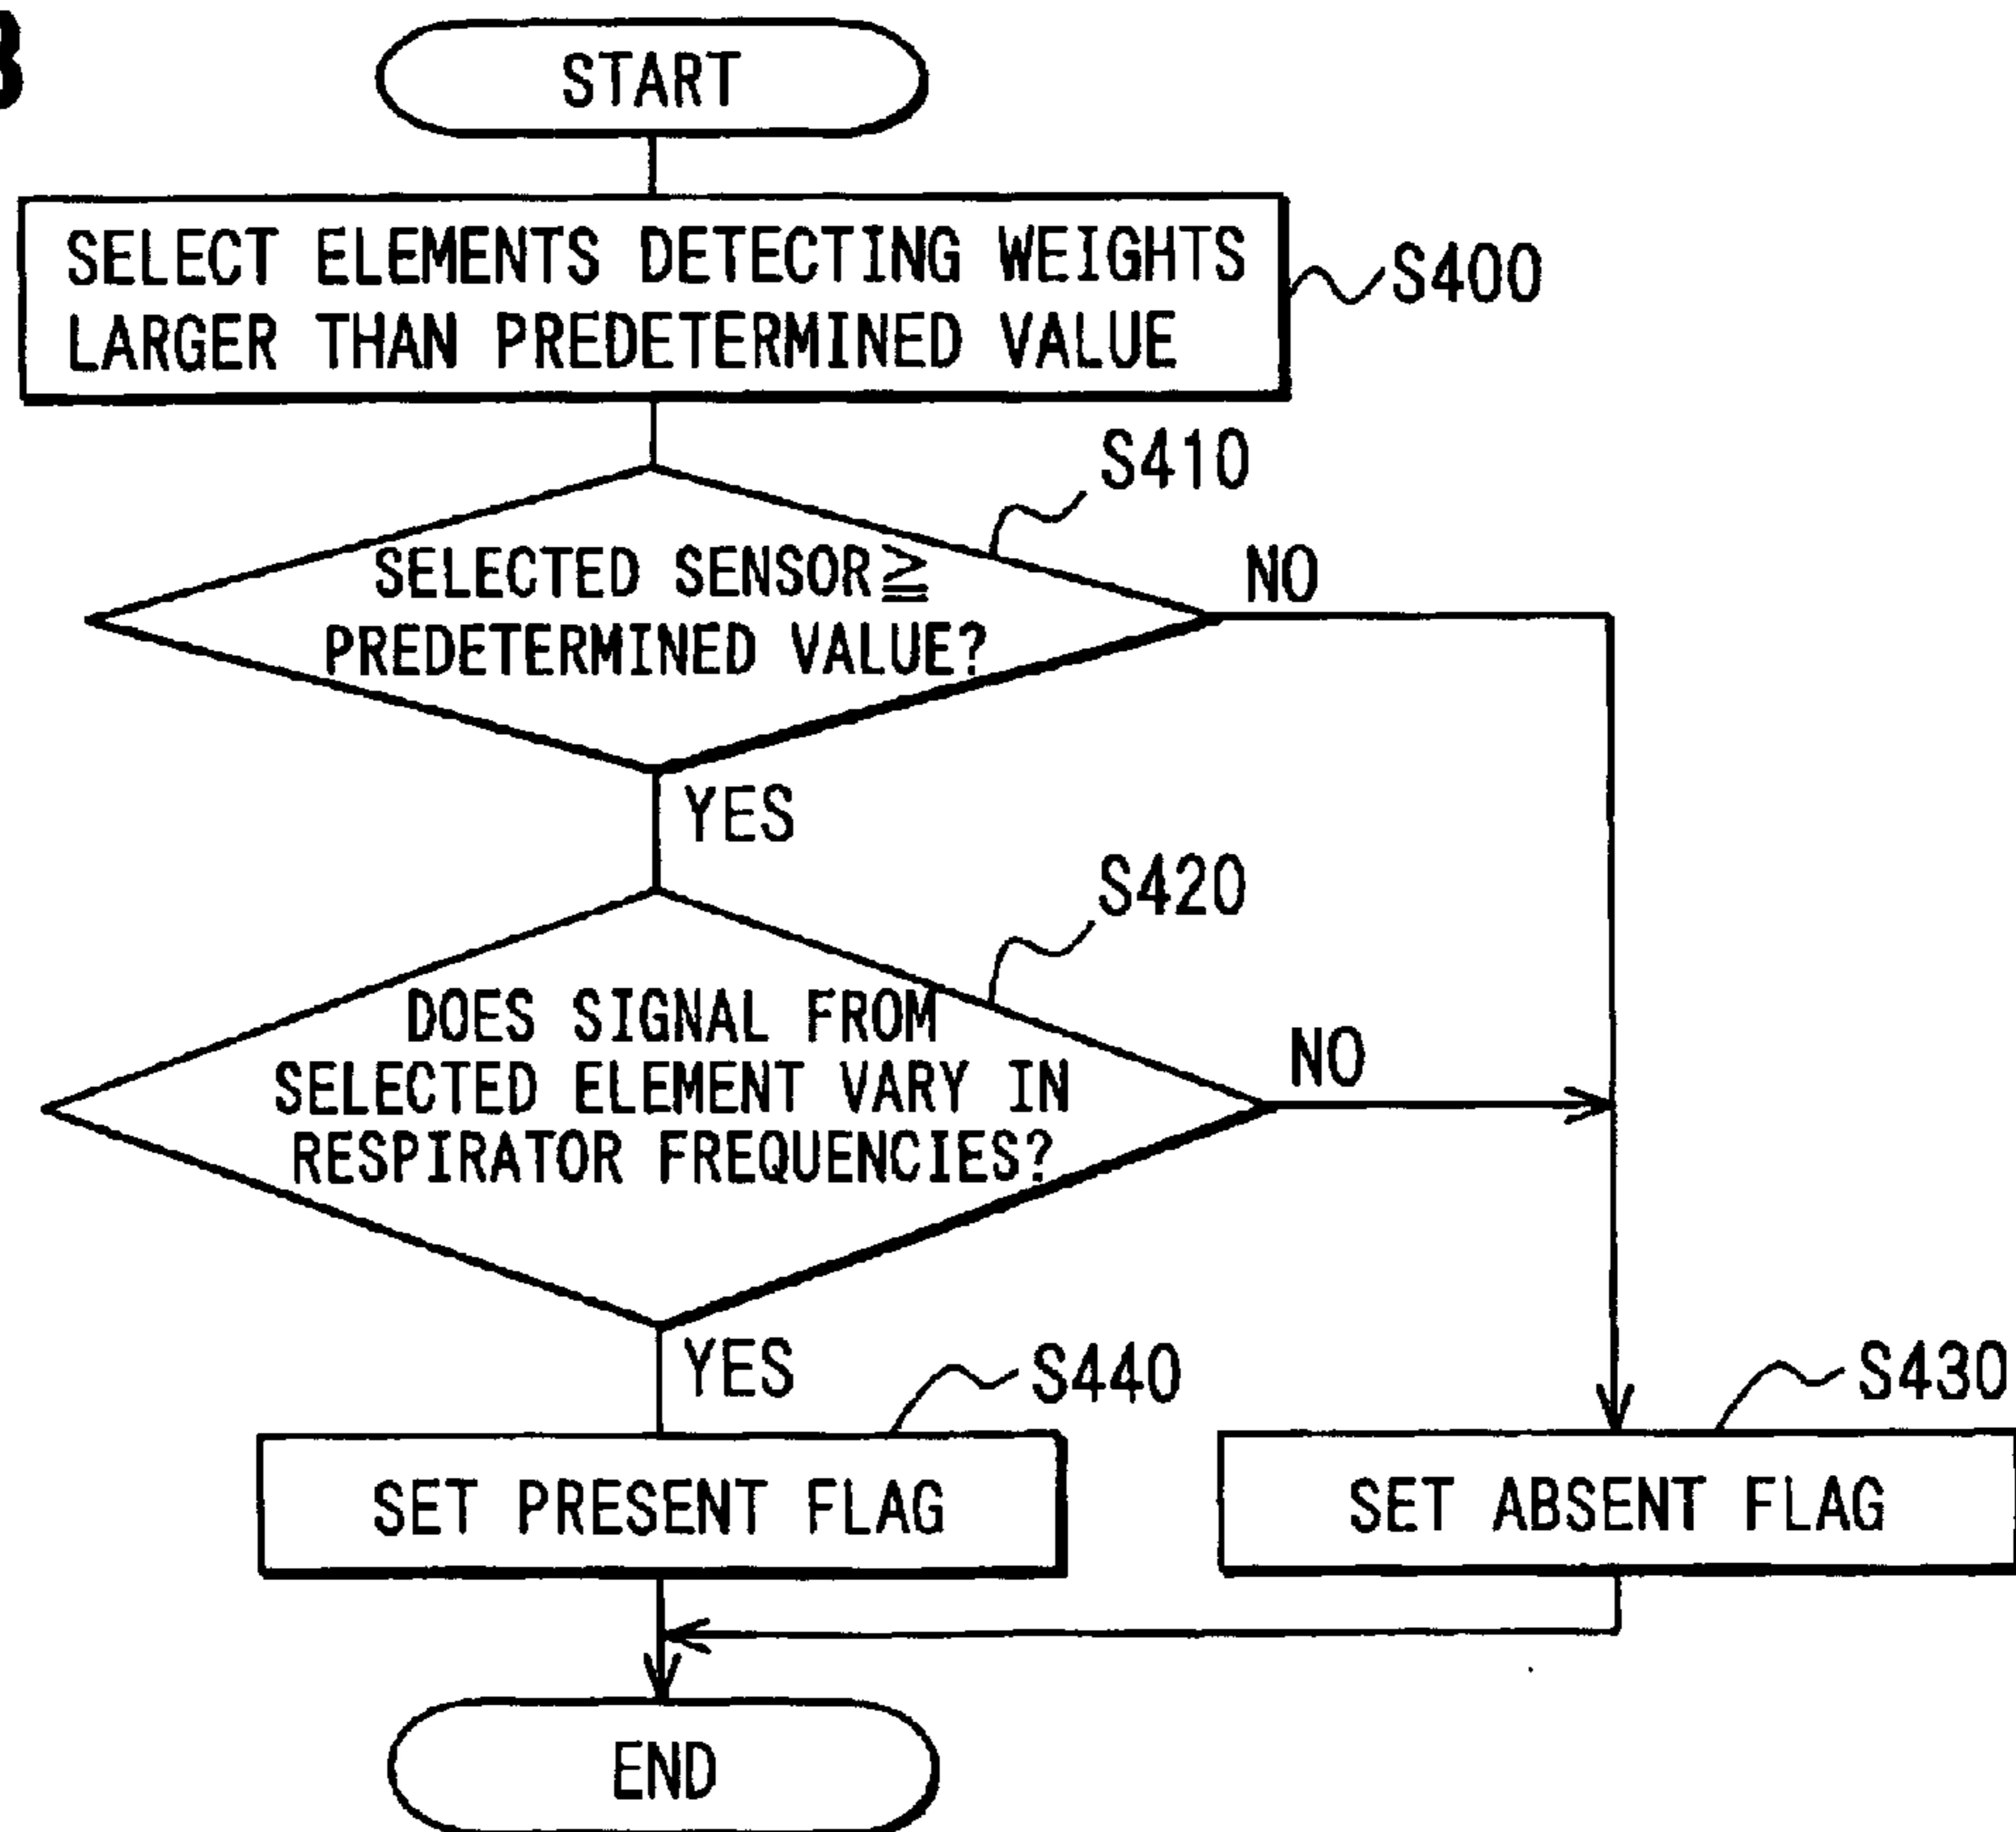 START
SELECT ELEMENTS DETECTING WEIGHTS
LARGER THAN PREDETERMINED VALUE
S400
S410
SELECTED SENSOR≧
PREDETERMINED VALUE?
NO
YES
S420
DOES SIGNAL FROM
SELECTED ELEMENT VARY IN
RESPIRATOR FREQUENCIES?
NO
YES
S440
S430
SET PRESENT FLAG
SET ABSENT FLAG
END